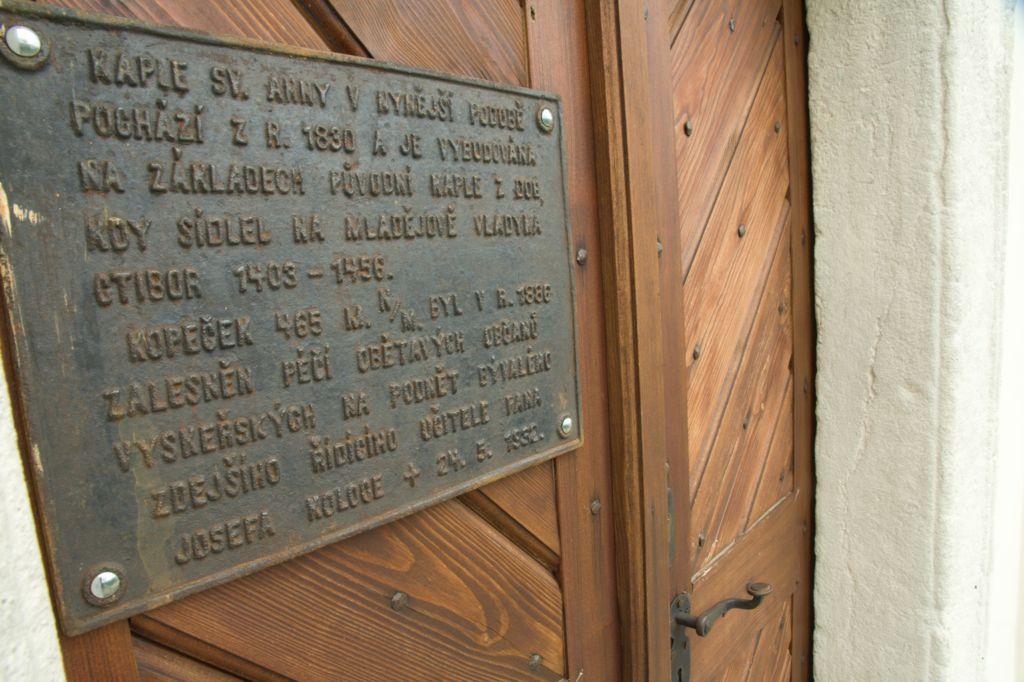 KAPLE SV. ANNY V NYNĚJŠÍ PODOBĚ
POCHÁZÍ Z R. 1830 A JE VYBUDOVÁNA
NA ZÁKLADECH PŮVODNÍ KAPLE Z DOB,
KDY SÍDLEL NA MLADĚJOVĚ VLADYKA
CTIBOR 1403 – 1456.
KOPEČEK 465 M. N/M. BYL V R. 1886
ZALESNĚN PÉČÍ OBĚTAVÝCH OBČANŮ
VYSKEŘSKÝCH NA PODNĚT BÝVALÉHO
ZDEJŠÍHO ŘÍDÍCÍHO UČITELE PANA
JOSEFA KOLOCE + 24. 5. 1932.